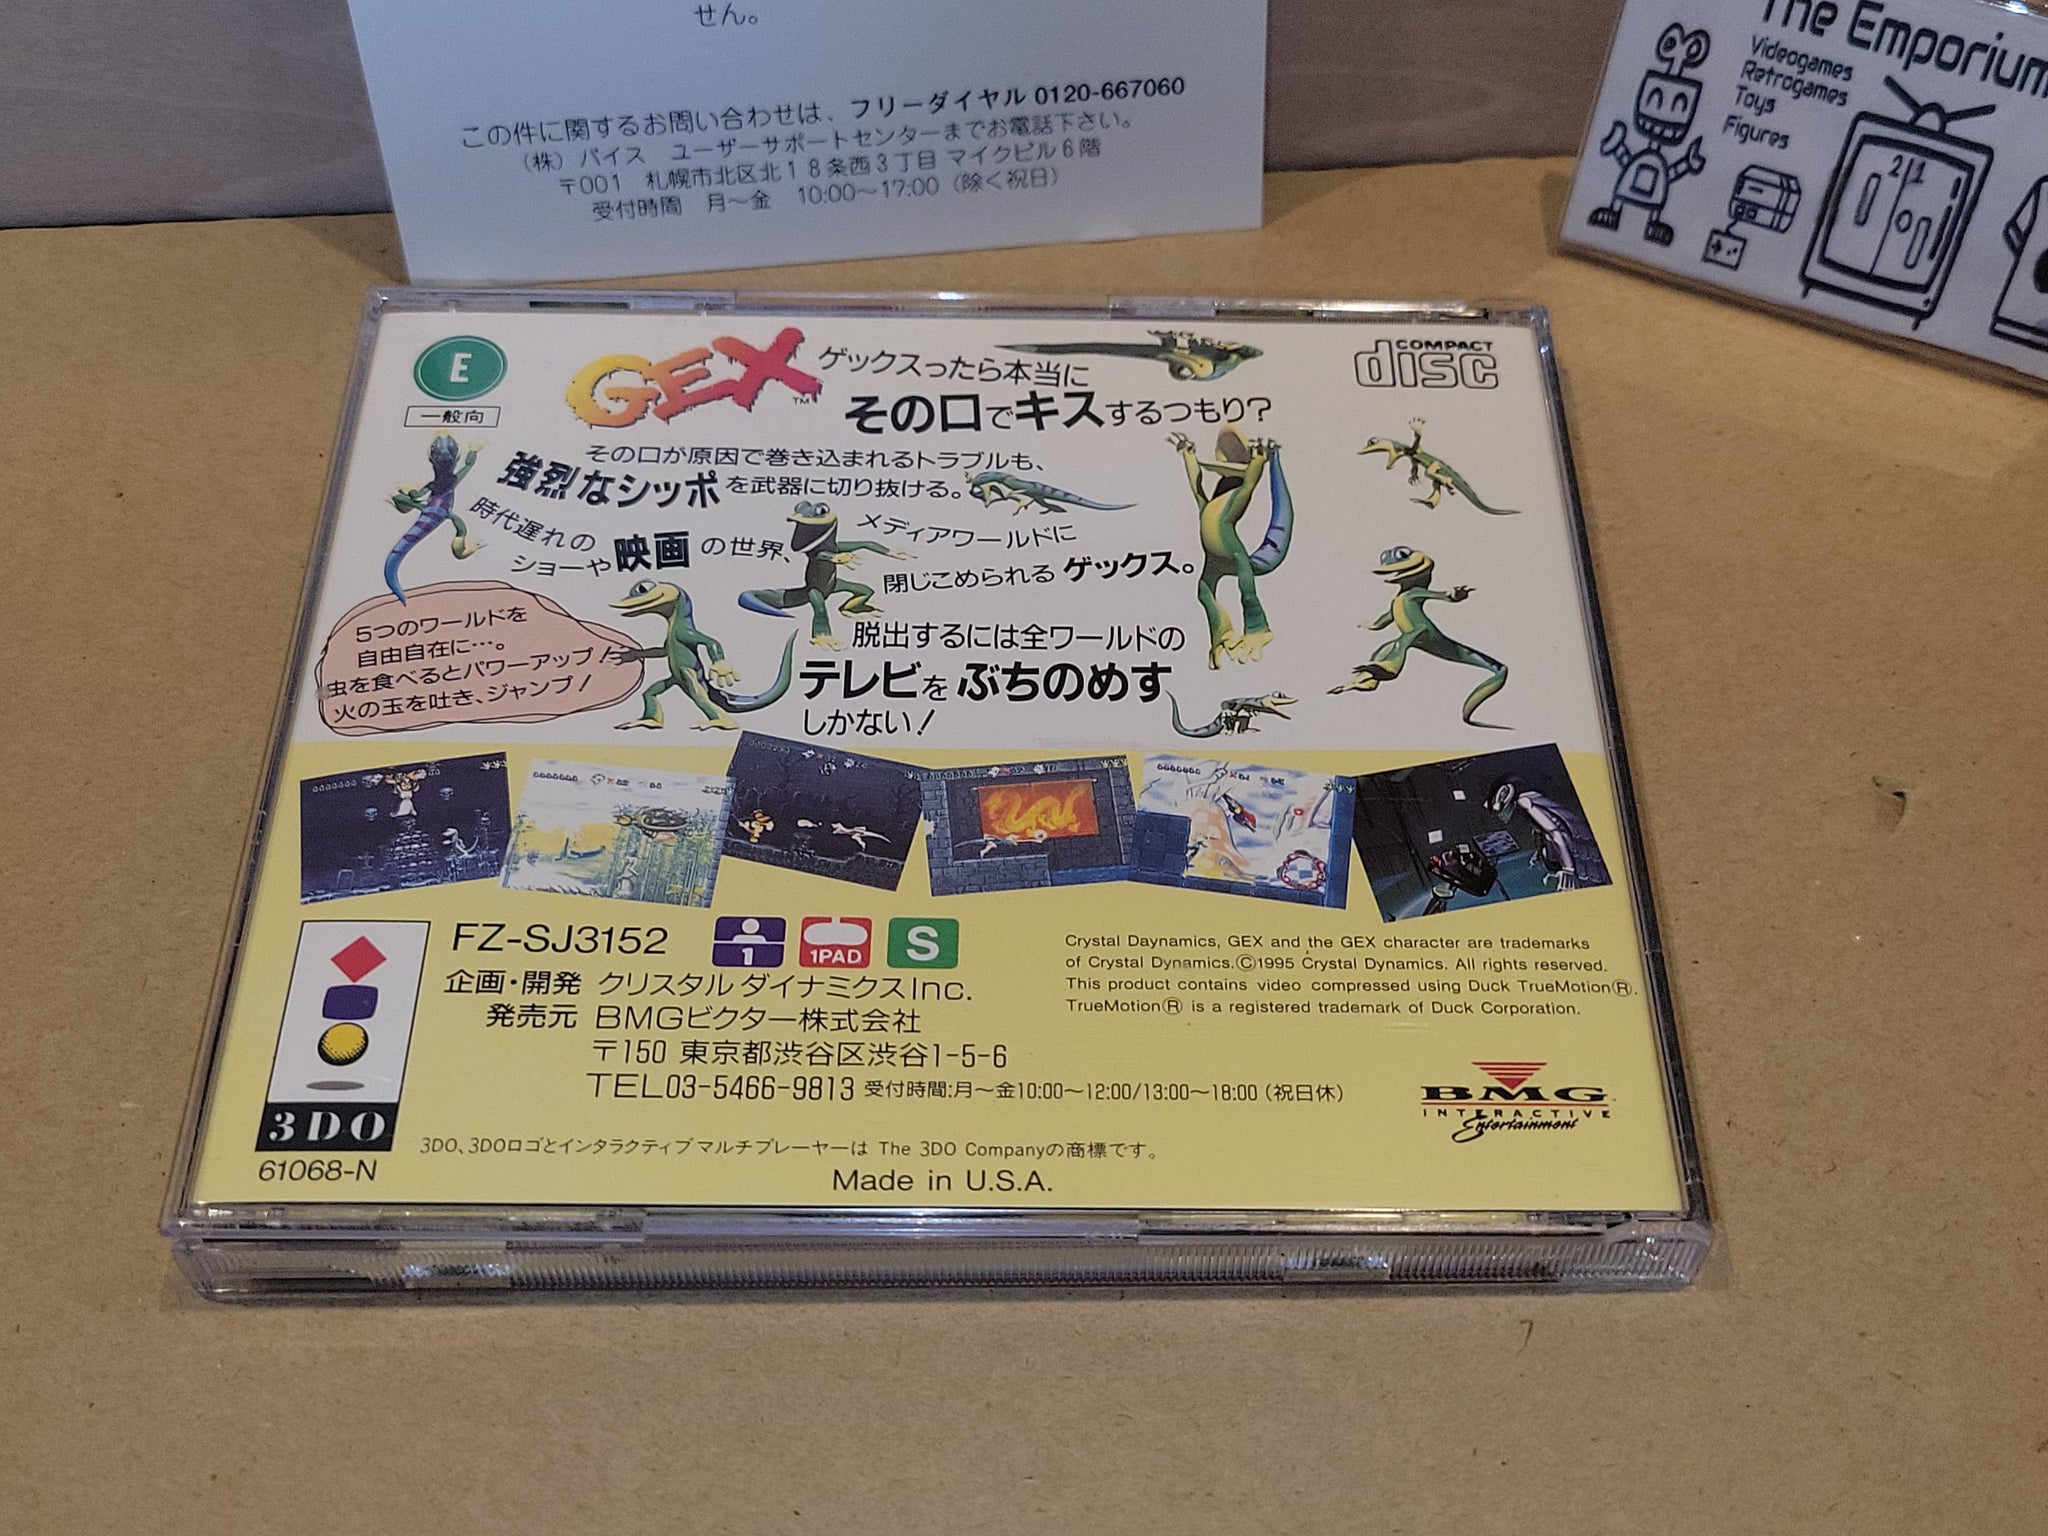 せん。
この件に関するお問い合わせは、フリーダイヤル 0120-667060
(株) バイス ユーザーサポートセンターまでお電話下さい。
〒001 札幌市北区北18条西3丁目 マイクビル6階
受付時間 月～金 10:00～17:00 (除く祝日)
The Emporium
Videogames
Retrogames
Toys
Figures
21
E
一般向
GEX
TM
ゲックスったら本当に
その口でキスするつもり?
COMPACT
disc
その口が原因で巻き込まれるトラブルも、
強烈なシッポを武器に切り抜ける。
時代遅れの
ショーや映画の世界、
メディアワールドに
閉じこめられるゲックス。
5つのワールドを
自由自在に…。
虫を食べるとパワーアップ!
火の玉を吐き、ジャンプ!
脱出するには全ワールドの
テレビをぶちのめす
しかない!
FZ-SJ3152
1
1PAD
S
企画・開発 クリスタル ダイナミクスInc.
発売元 BMGビクター株式会社
〒150 東京都渋谷区渋谷1-5-6
TEL03-5466-9813 受付時間:月～金10:00～12:00/13:00～18:00 (祝日休)
Crystal Daynamics, GEX and the GEX character are trademarks
of Crystal Dynamics.©1995 Crystal Dynamics. All rights reserved.
This product contains video compressed using Duck TrueMotion®.
TrueMotion® is a registered trademark of Duck Corporation.
BMG
INTERACTIVE
Entertainment
3DO
61068-N
3DO、3DOロゴとインタラクティブ マルチプレーヤーは The 3DO Companyの商標です。
Made in U.S.A.